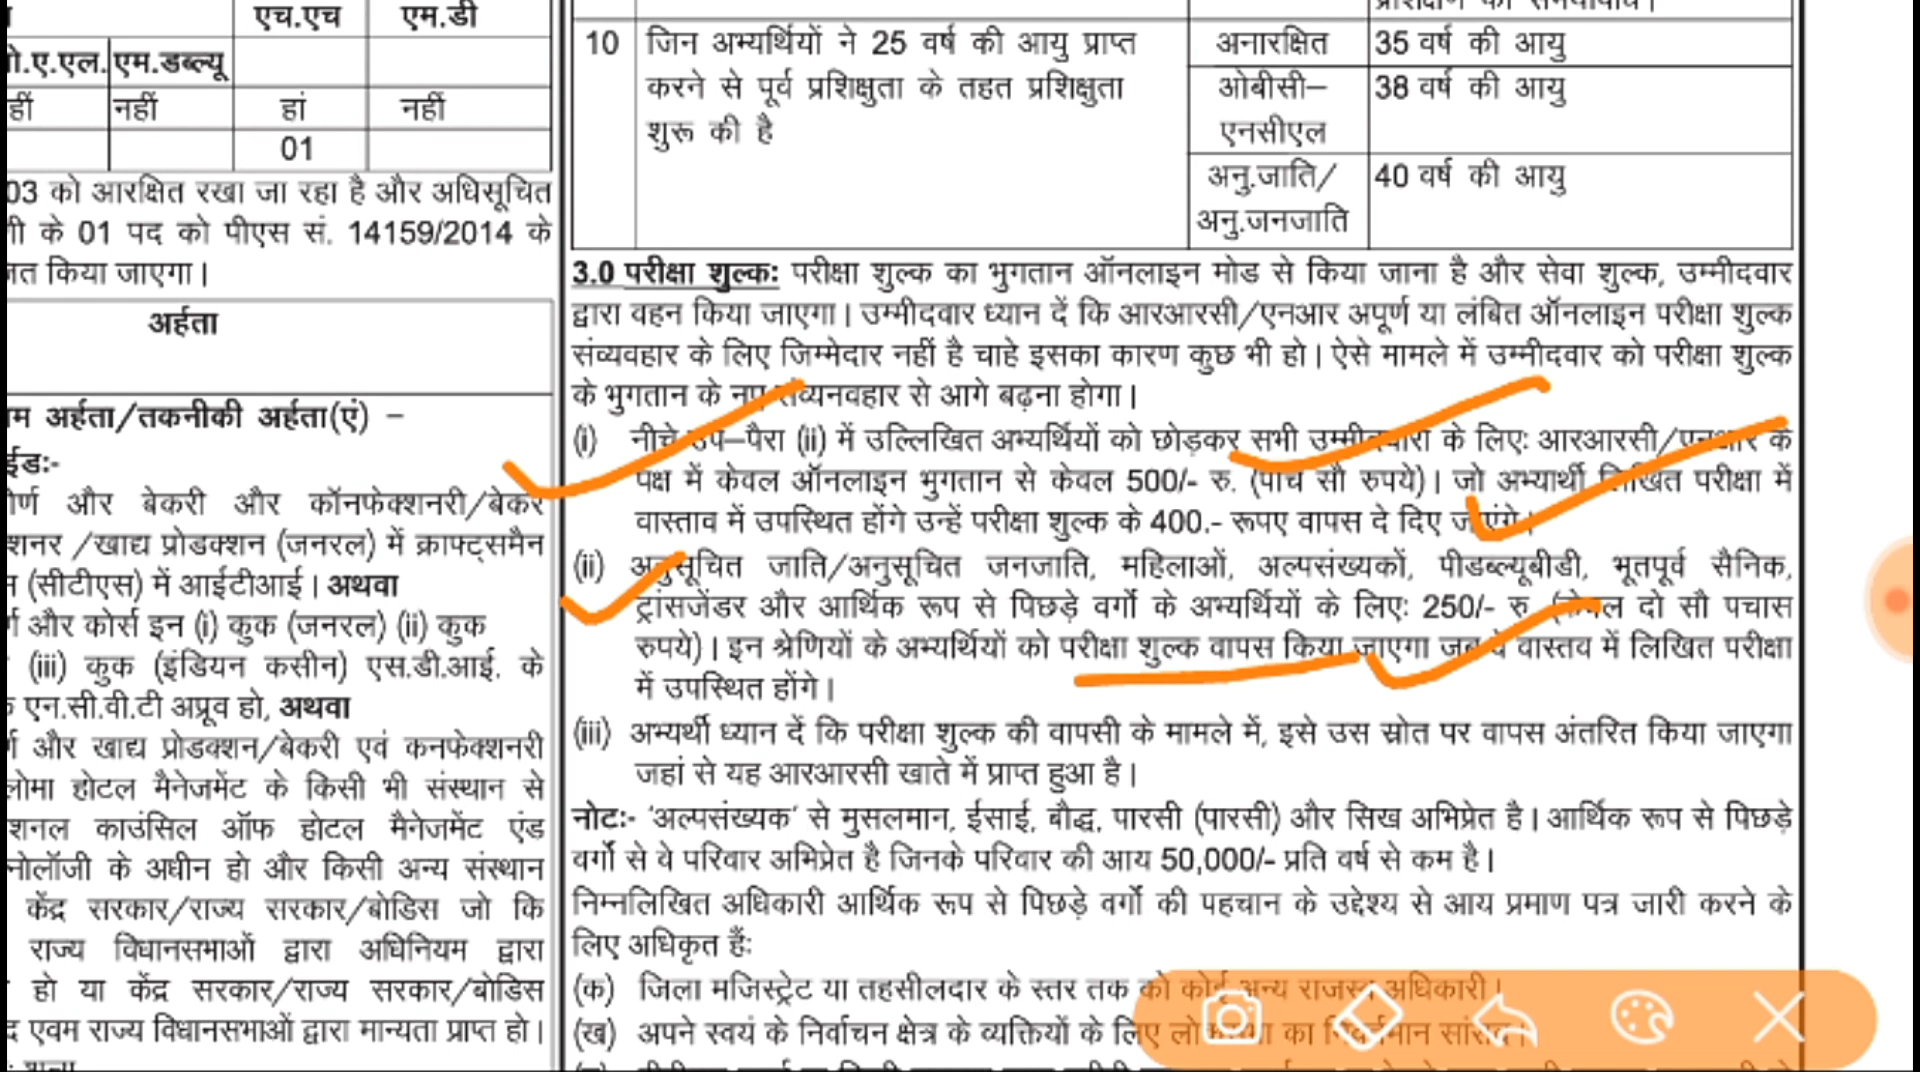 एच.एच एम.डी
ओ.ए.एल. एम.डब्ल्यू
नहीं हां नहीं
01
03 को आरक्षित रखा जा रहा है और अधिसूचित
के 01 पद को पीएस सं. 14159/2014 के
किया जाएगा।
अर्हता
अर्हता/तकनीकी अर्हता(एं) –
और बेकरी और कॉनफेक्शनरी/बेकर
/खाद्य प्रोडक्शन (जनरल) में क्राफ्ट्समैन
(सीटीएस) में आईटीआई। अथवा
और कोर्स इन (i) कुक (जनरल) (ii) कुक
(iii) कुक (इंडियन कसीन) एस.डी.आई. के
एन.सी.वी.टी अप्रूव हो, अथवा
और खाद्य प्रोडक्शन/बेकरी एवं कनफेक्शनरी
होटल मैनेजमेंट के किसी भी संस्थान से
काउंसिल ऑफ होटल मैनेजमेंट एंड
के अधीन हो और किसी अन्य संस्थान
केंद्र सरकार/राज्य सरकार/बोडिस जो कि
राज्य विधानसभाओं द्वारा अधिनियम द्वारा
हो या केंद्र सरकार/राज्य सरकार/बोडिस
एवम राज्य विधानसभाओं द्वारा मान्यता प्राप्त हो।
10 जिन अभ्यर्थियों ने 25 वर्ष की आयु प्राप्त
करने से पूर्व प्रशिक्षुता के तहत प्रशिक्षुता
शुरू की है
अनारक्षित 35 वर्ष की आयु
ओबीसी– 38 वर्ष की आयु
एनसीएल
अनु.जाति/ 40 वर्ष की आयु
अनु.जनजाति
3.0 परीक्षा शुल्कः परीक्षा शुल्क का भुगतान ऑनलाइन मोड से किया जाना है और सेवा शुल्क, उम्मीदवार
द्वारा वहन किया जाएगा। उम्मीदवार ध्यान दें कि आरआरसी/एनआर अपूर्ण या लंबित ऑनलाइन परीक्षा शुल्क
संव्यवहार के लिए जिम्मेदार नहीं है चाहे इसका कारण कुछ भी हो। ऐसे मामले में उम्मीदवार को परीक्षा शुल्क
के भुगतान के नए संव्यनवहार से आगे बढ़ना होगा।
(i) नीचे उप–पैरा (ii) में उल्लिखित अभ्यर्थियों को छोड़कर सभी उम्मीदवारों के लिएः आरआरसी/एनआर के
पक्ष में केवल ऑनलाइन भुगतान से केवल 500/- रु. (पांच सौ रुपये)। जो अभ्यार्थी लिखित परीक्षा में
वास्ताव में उपस्थित होंगे उन्हें परीक्षा शुल्क के 400.- रूपए वापस दे दिए जाएंगे।
(ii) अनुसूचित जाति/अनुसूचित जनजाति, महिलाओं, अल्पसंख्यकों, पीडब्ल्यूबीडी, भूतपूर्व सैनिक,
ट्रांसजेंडर और आर्थिक रूप से पिछड़े वर्गो के अभ्यर्थियों के लिएः 250/- रु. (केवल दो सौ पचास
रुपये)। इन श्रेणियों के अभ्यर्थियों को परीक्षा शुल्क वापस किया जाएगा जब वे वास्तव में लिखित परीक्षा
में उपस्थित होंगे।
(iii) अभ्यर्थी ध्यान दें कि परीक्षा शुल्क की वापसी के मामले में, इसे उस स्रोत पर वापस अंतरित किया जाएगा
जहां से यह आरआरसी खाते में प्राप्त हुआ है।
नोटः- ‘अल्पसंख्यक‘ से मुसलमान, ईसाई, बौद्ध, पारसी (पारसी) और सिख अभिप्रेत है। आर्थिक रूप से पिछड़े
वर्गों से वे परिवार अभिप्रेत है जिनके परिवार की आय 50,000/- प्रति वर्ष से कम है।
निम्नलिखित अधिकारी आर्थिक रूप से पिछड़े वर्गो की पहचान के उद्देश्य से आय प्रमाण पत्र जारी करने के
लिए अधिकृत हैंः
(क) जिला मजिस्ट्रेट या तहसीलदार के स्तर तक को कोई अन्य राजस्व अधिकारी।
(ख) अपने स्वयं के निर्वाचन क्षेत्र के व्यक्तियों के लिए का सांसद।